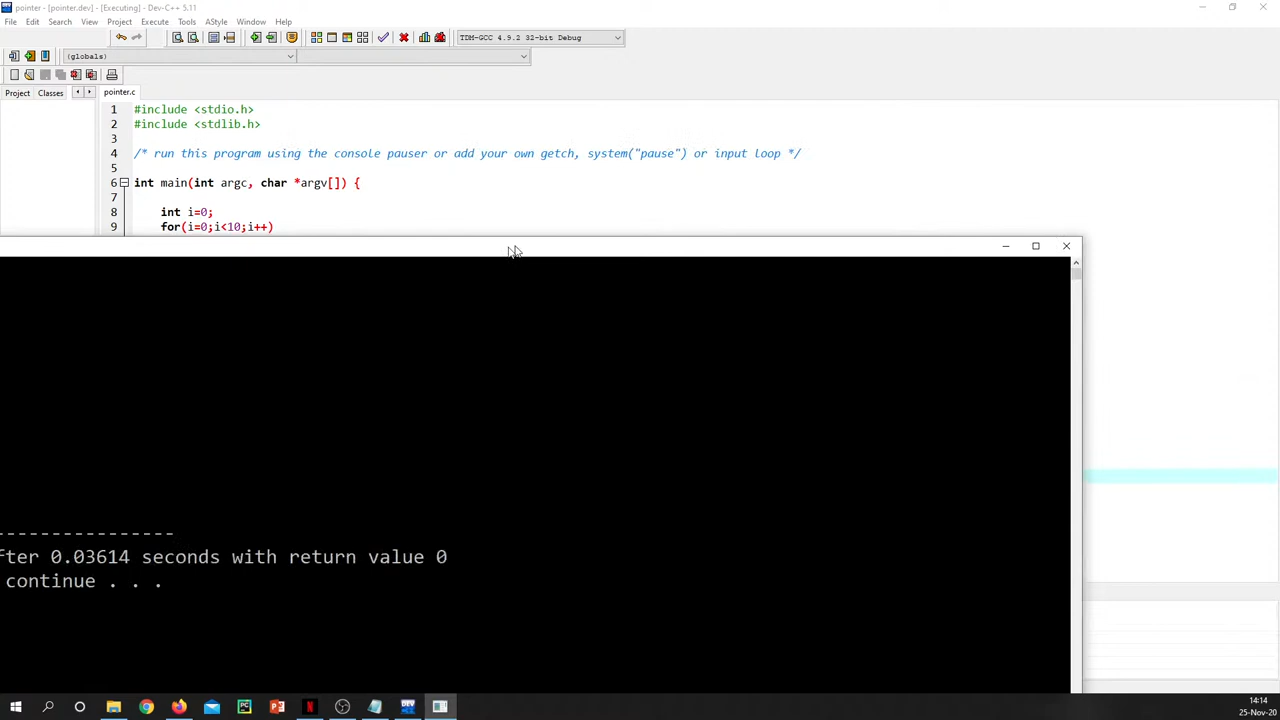 pointer - [pointer.dev] - [Executing] - Dev-C++ 5.11
File Edit Search View Project Execute Tools AStyle Window Help
TDM-GCC 4.9.2 32-bit Debug
(globals)
Project Classes pointer.c
1 #include <stdio.h>
2 #include <stdlib.h>
3
4 /* run this program using the console pauser or add your own getch, system("pause") or input loop */
5
6 int main(int argc, char *argv[]) {
7
8 int i=0;
9 for(i=0;i<10;i++)
----------------
fter 0.03614 seconds with return value 0
continue . . .
14:14
25-Nov-20